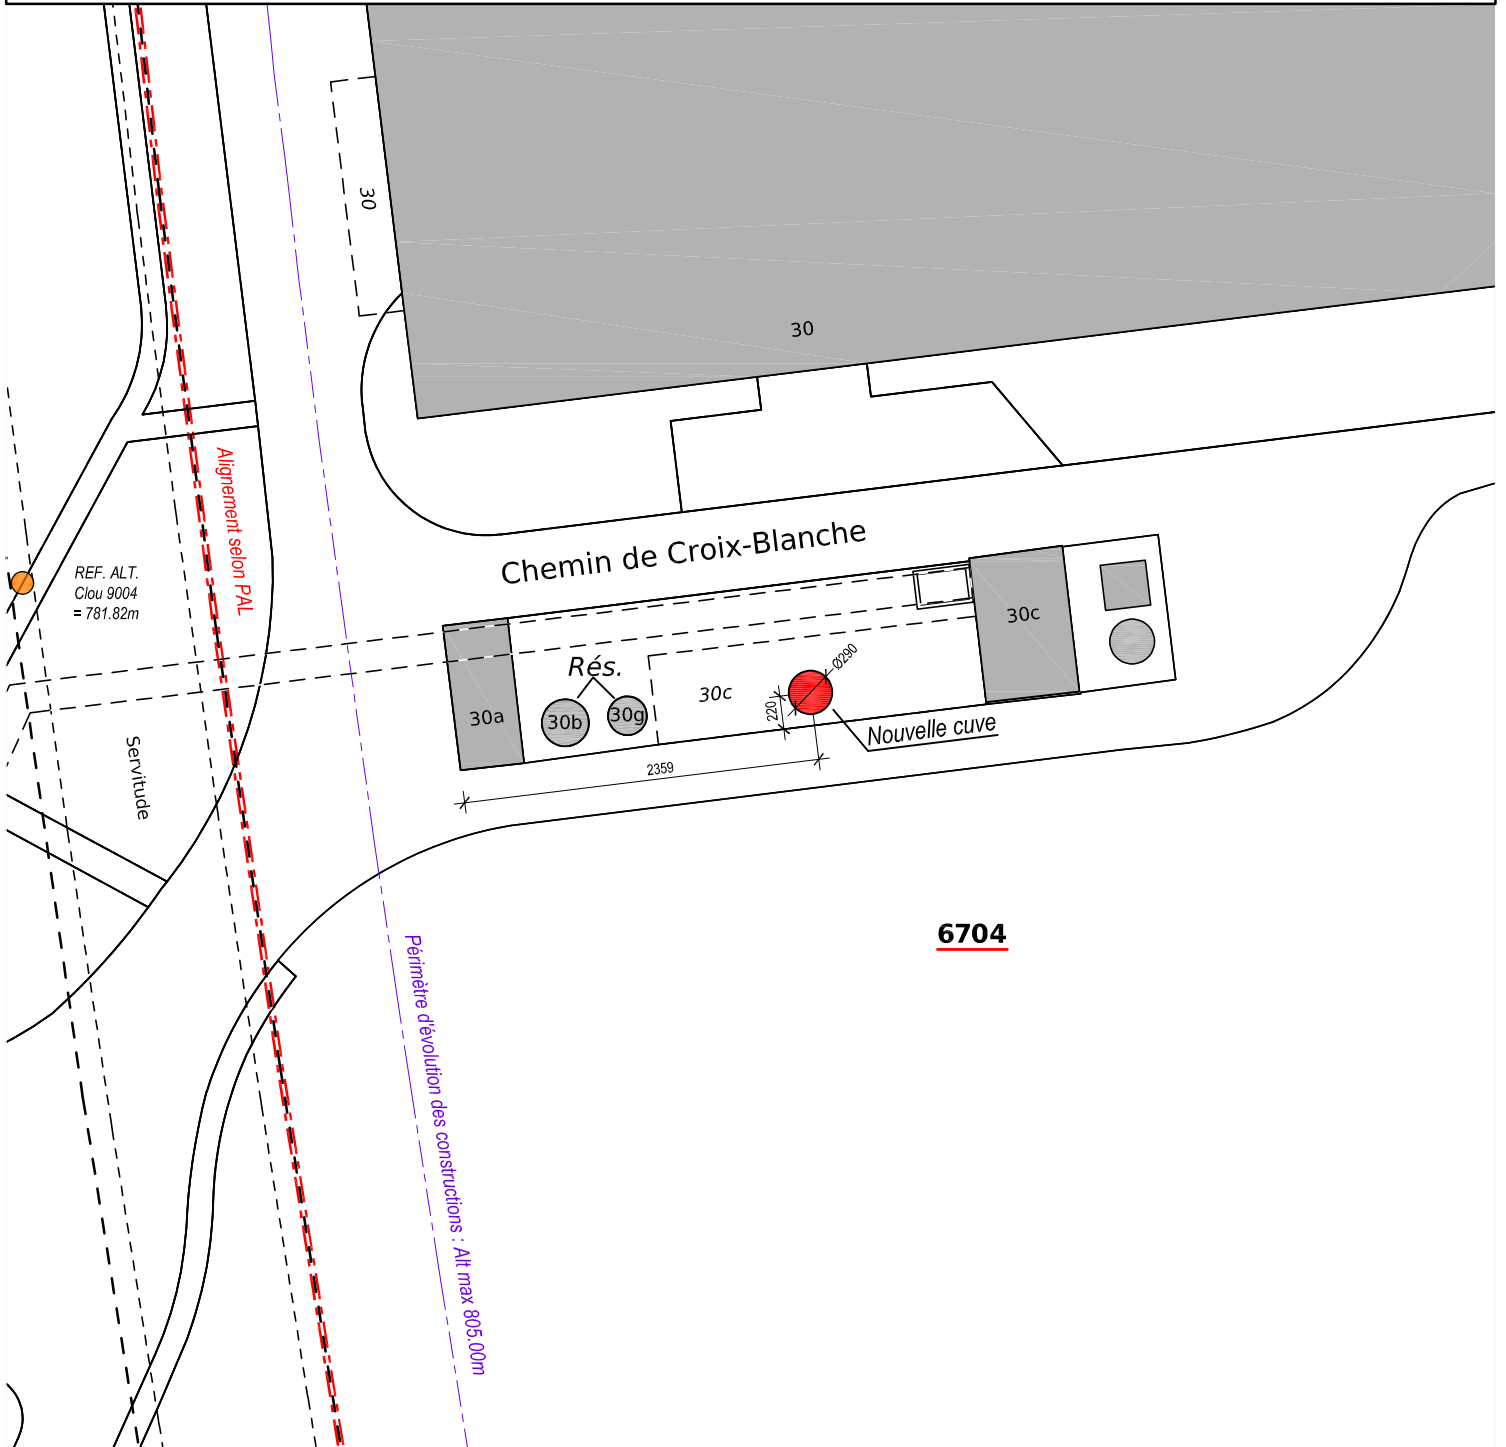 30
30
Alignement selon PAL
Chemin de Croix-Blanche
REF. ALT.
Clou 9004
= 781.82m
30c
Rés.
Ø290
30c
30a
30b
30g
220
Nouvelle cuve
Servitude
2359
6704
Périmètre d'évolution des constructions : Alt max 805.00m